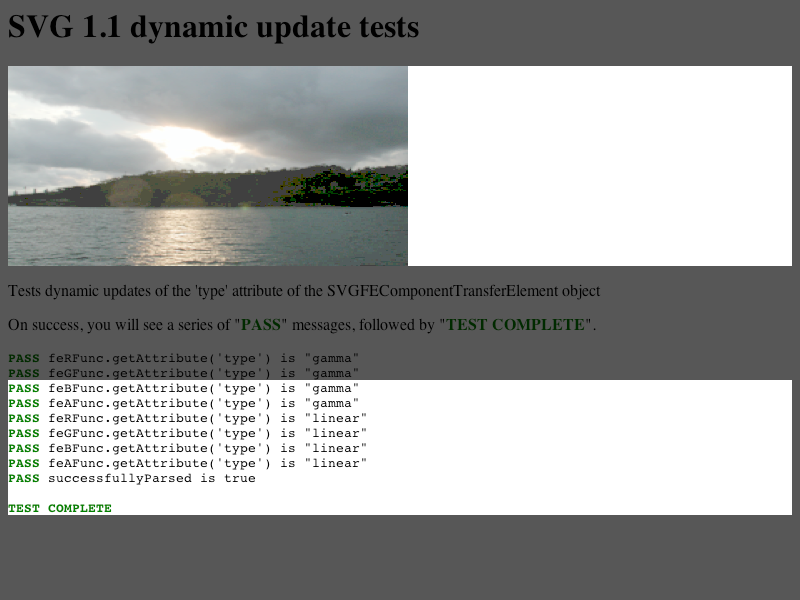 SVG 1.1 dynamic update tests
Tests dynamic updates of the 'type' attribute of the SVGFEComponentTransferElement object
On success, you will see a series of "PASS" messages, followed by "TEST COMPLETE".
PASS feRFunc.getAttribute('type') is "gamma"
PASS feGFunc.getAttribute('type') is "gamma"
PASS feBFunc.getAttribute('type') is "gamma"
PASS feAFunc.getAttribute('type') is "gamma"
PASS feRFunc.getAttribute('type') is "linear"
PASS feGFunc.getAttribute('type') is "linear"
PASS feBFunc.getAttribute('type') is "linear"
PASS feAFunc.getAttribute('type') is "linear"
PASS successfullyParsed is true
TEST COMPLETE